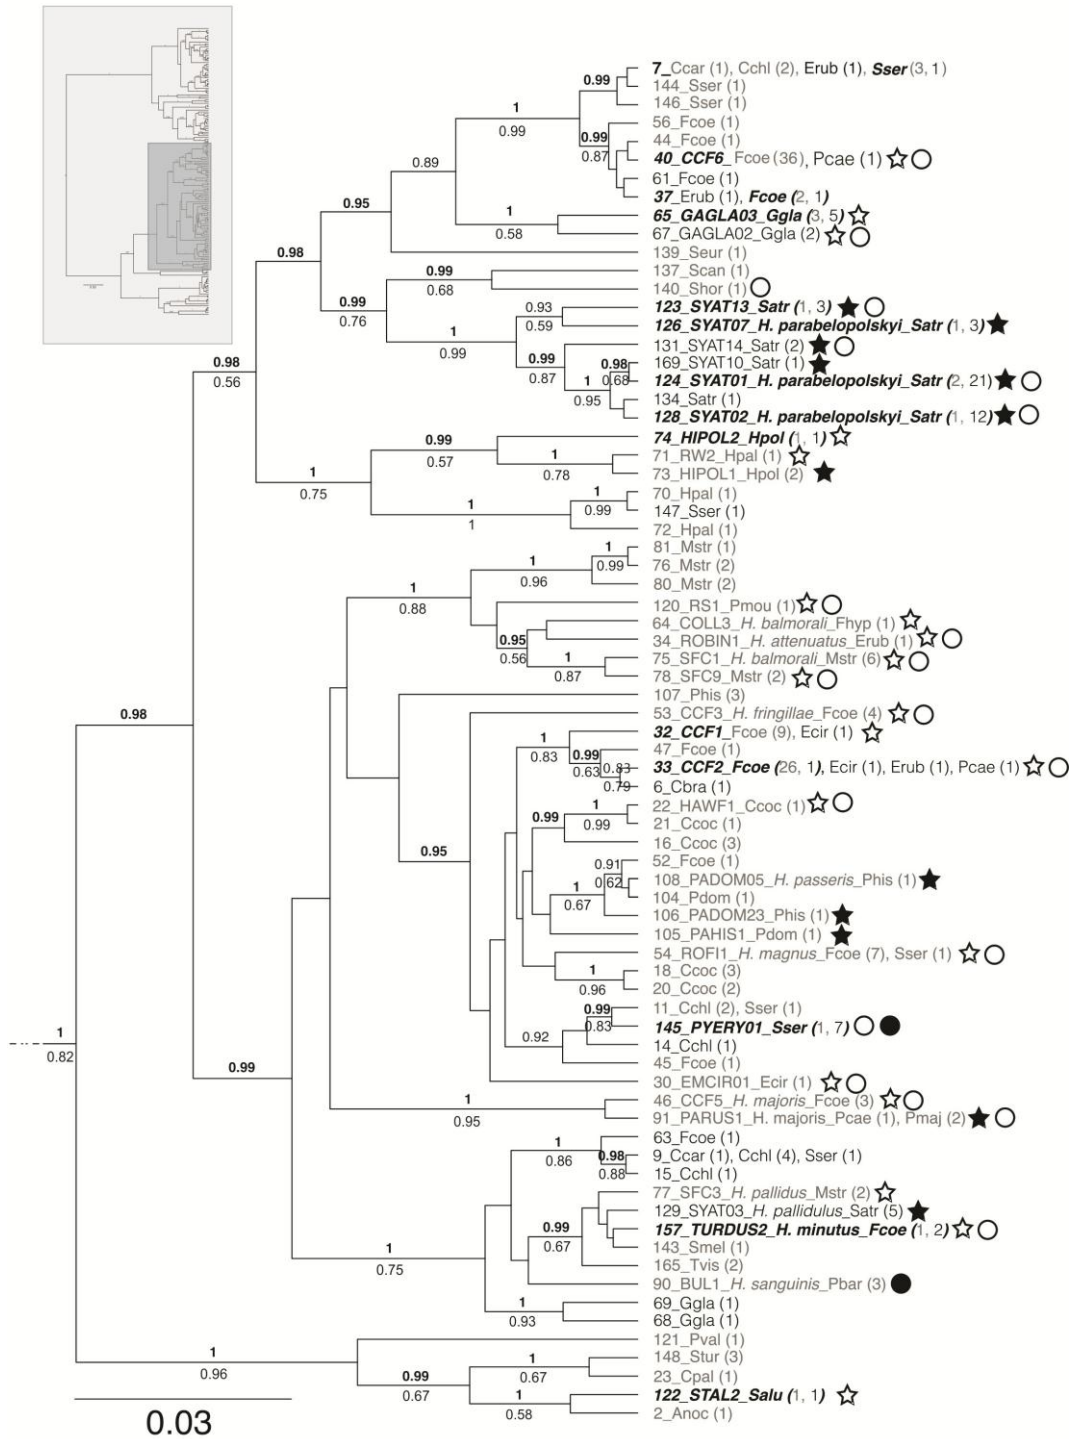 7_Ccar (1), Cchl (2), Erub (1), Sser (3, 1)
144_Sser (1)
146_Sser (1)
56_Fcoe (1)
44_Fcoe (1)
40_CCF6_Fcoe (36), Pcae (1)
61_Fcoe (1)
37_Erub (1), Fcoe (2, 1)
65_GAGLA03_Ggla (3, 5)
67_GAGLA02_Ggla (2)
139_Seur (1)
137_Scan (1)
140_Shor (1)
123_SYAT13_Satr (1, 3)
126_SYAT07_H. parabelopolskyi_Satr (1, 3)
131_SYAT14_Satr (2)
169_SYAT10_Satr (1)
124_SYAT01_H. parabelopolskyi_Satr (2, 21)
134_Satr (1)
128_SYAT02_H. parabelopolskyi_Satr (1, 12)
74_HIPOL2_Hpol (1, 1)
71_RW2_Hpal (1)
73_HIPOL1_Hpol (2)
70_Hpal (1)
147_Sser (1)
72_Hpal (1)
81_Mstr (1)
76_Mstr (2)
80_Mstr (2)
120_RS1_Pmou (1)
64_COLL3_H. balmorali_Fhyp (1)
34_ROBIN1_H. attenuatus_Erub (1)
75_SFC1_H. balmorali_Mstr (6)
78_SFC9_Mstr (2)
107_Phis (3)
53_CCF3_H. fringillae_Fcoe (4)
32_CCF1_Fcoe (9), Ecir (1)
47_Fcoe (1)
33_CCF2_Fcoe (26, 1), Ecir (1), Erub (1), Pcae (1)
6_Cbra (1)
22_HAWF1_Ccoc (1)
21_Ccoc (1)
16_Ccoc (3)
52_Fcoe (1)
108_PADOM05_H. passeris_Phis (1)
104_Pdom (1)
106_PADOM23_Phis (1)
105_PAHIS1_Pdom (1)
54_ROFI1_H. magnus_Fcoe (7), Sser (1)
18_Ccoc (3)
20_Ccoc (2)
11_Cchl (2), Sser (1)
145_PYERY01_Sser (1, 7)
14_Cchl (1)
45_Fcoe (1)
30_EMCIR01_Ecir (1)
46_CCF5_H. majoris_Fcoe (3)
91_PARUS1_H. majoris_Pcae (1), Pmaj (2)
63_Fcoe (1)
9_Ccar (1), Cchl (4), Sser (1)
15_Cchl (1)
77_SFC3_H. pallidus_Mstr (2)
129_SYAT03_H. pallidulus_Satr (5)
157_TURDUS2_H. minutus_Fcoe (1, 2)
143_Smel (1)
165_Tvis (2)
90_BUL1_H. sanguinis_Pbar (3)
69_Ggla (1)
68_Ggla (1)
121_Pval (1)
148_Stur (3)
23_Cpal (1)
122_STAL2_Salu (1, 1)
2_Anoc (1)
0.99
1
0.99
0.99
0.87
0.89
1
0.58
0.95
0.98
0.99
0.68
0.99
0.76
0.93
0.59
1
0.99
0.99
0.87
0.98
0.68
1
0.95
0.98
0.56
0.99
0.57
1
0.78
1
0.75
1
0.99
1
1
1
0.99
1
0.96
1
0.88
0.95
0.56
1
0.87
0.98
1
0.83
0.99
0.63
0.83
0.79
1
0.99
0.99
0.95
0.91
0.62
1
0.67
1
0.96
0.99
0.83
0.92
1
0.82
0.99
1
0.95
1
0.86
0.98
0.88
0.99
0.67
1
0.75
1
0.93
1
0.96
1
0.67
0.99
0.67
1
0.58
0.03